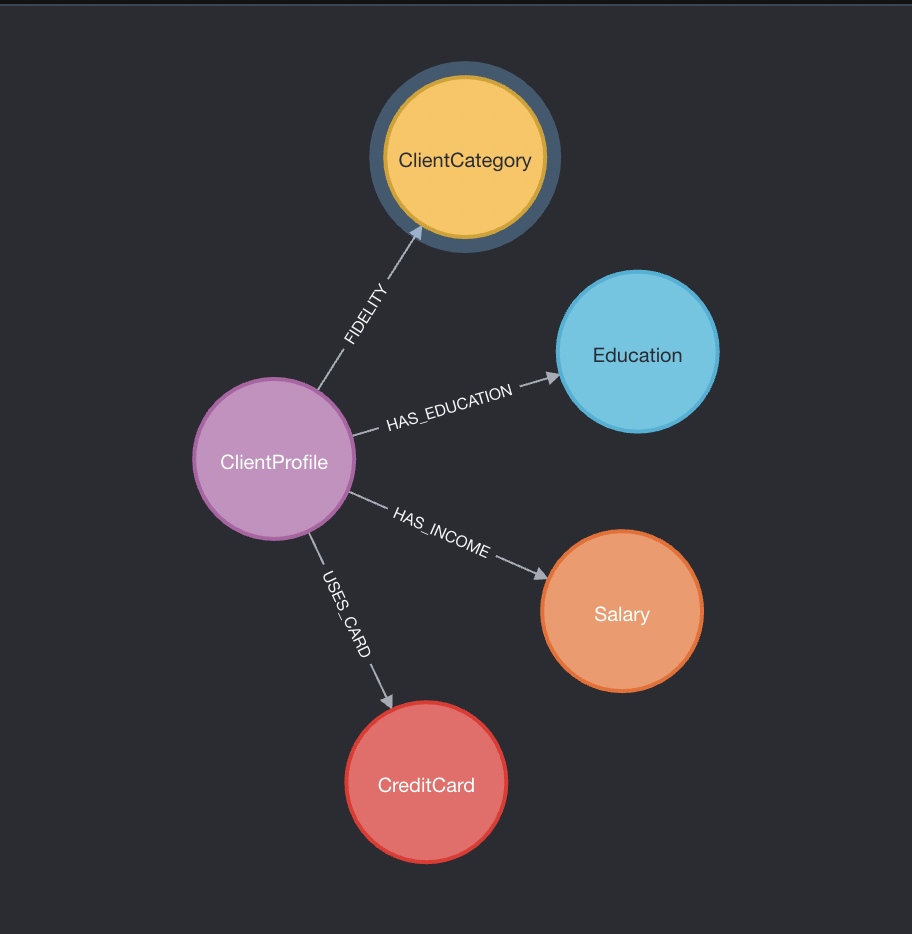 ClientCategory
FIDELITY
Education
HAS_EDUCATION
ClientProfile
HAS_INCOME
USES_CARD
Salary
CreditCard